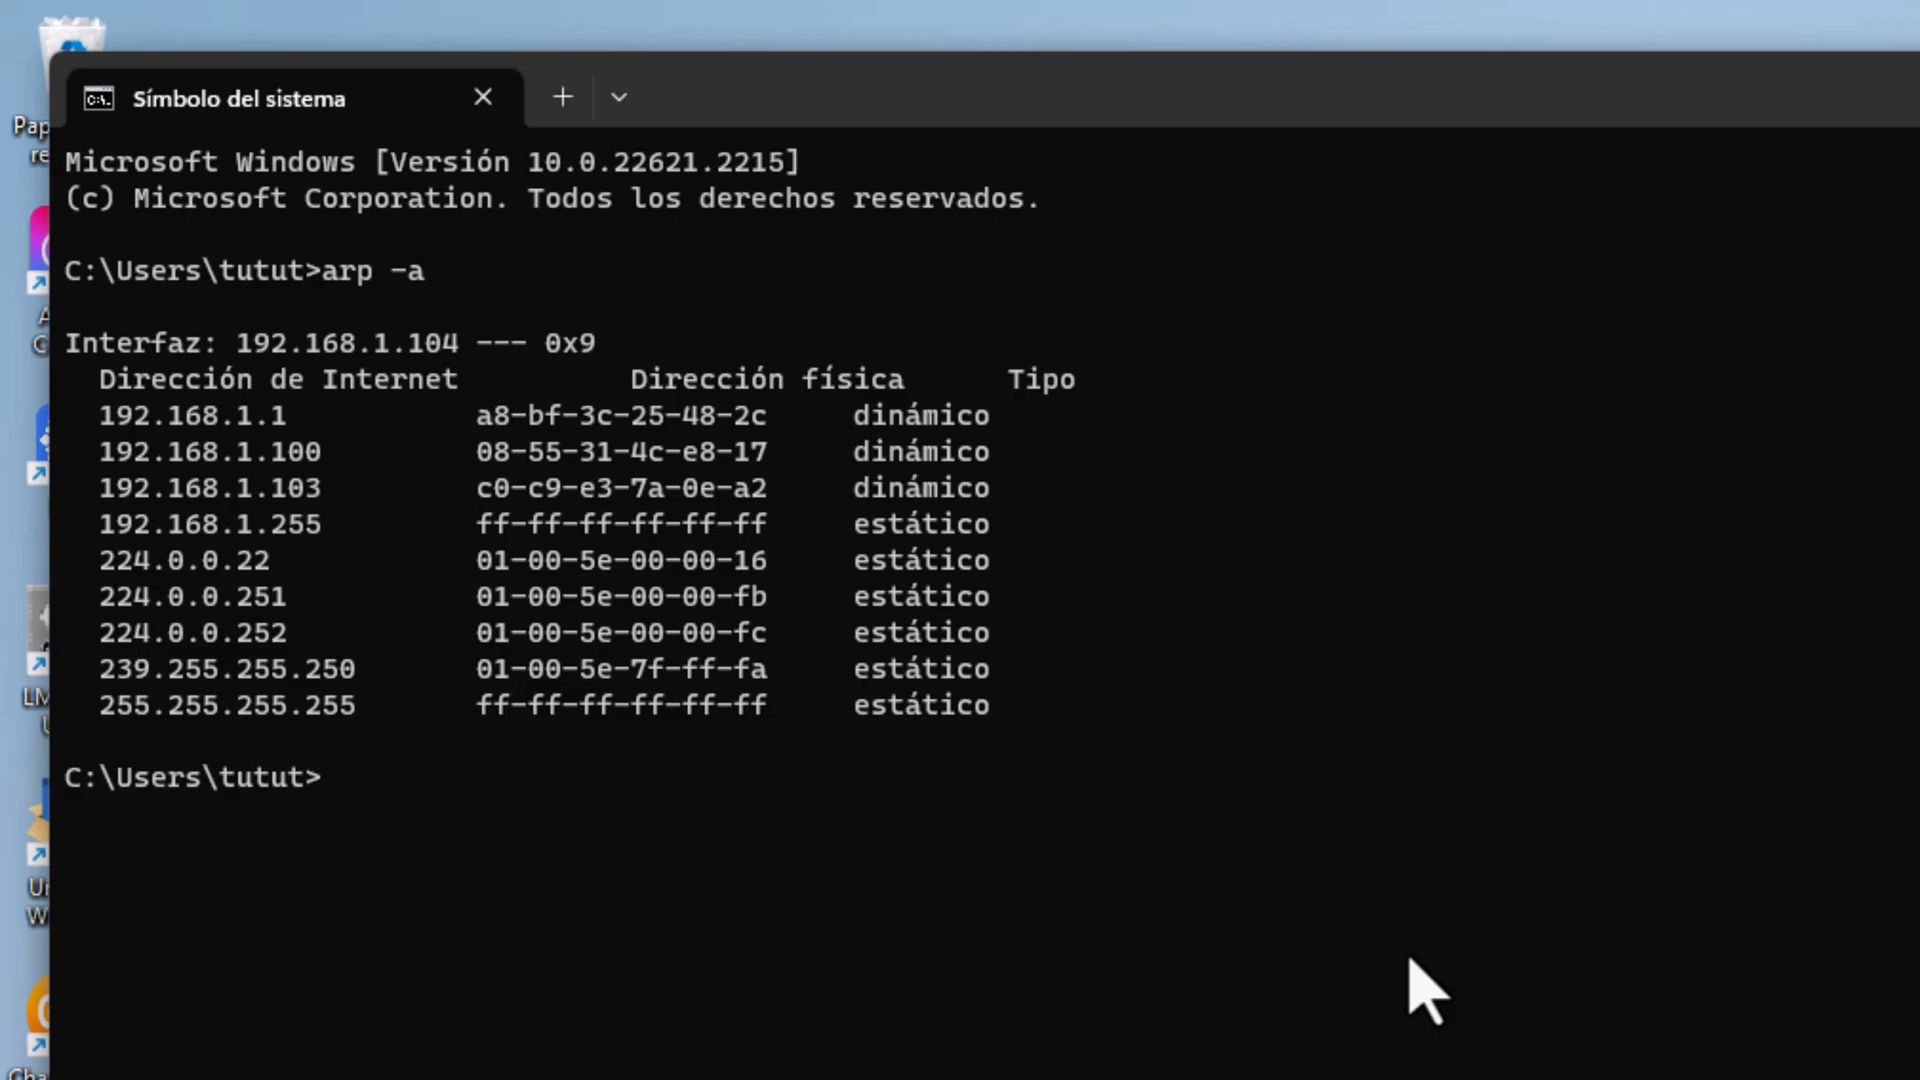 Símbolo del sistema
Microsoft Windows [Versión 10.0.22621.2215]
(c) Microsoft Corporation. Todos los derechos reservados.
C:\Users\tutut>arp -a
Interfaz: 192.168.1.104 --- 0x9
Dirección de Internet Dirección física Tipo
192.168.1.1 a8-bf-3c-25-48-2c dinámico
192.168.1.100 08-55-31-4c-e8-17 dinámico
192.168.1.103 c0-c9-e3-7a-0e-a2 dinámico
192.168.1.255 ff-ff-ff-ff-ff-ff estático
224.0.0.22 01-00-5e-00-00-16 estático
224.0.0.251 01-00-5e-00-00-fb estático
224.0.0.252 01-00-5e-00-00-fc estático
239.255.255.250 01-00-5e-7f-ff-fa estático
255.255.255.255 ff-ff-ff-ff-ff-ff estático
C:\Users\tutut>